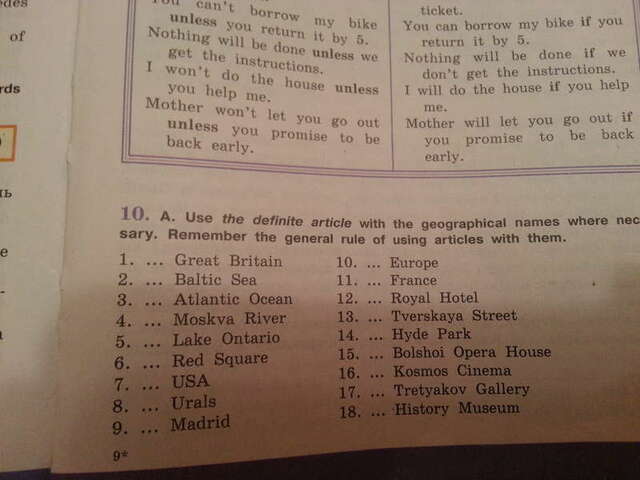 edes
of
rds
нь
e
You can't borrow my bike
unless you return it by 5.
Nothing will be done unless we
get the instructions.
I won't do the house unless
you help me.
Mother won't let you go out
unless you promise to be
back early.
ticket.
You can borrow my bike if you
return it by 5.
Nothing will be done if we
don't get the instructions.
I will do the house if you help
me.
Mother will let you go out if
you promise to be back
early.
10. A. Use the definite article with the geographical names where nec
sary. Remember the general rule of using articles with them.
1. ... Great Britain
2. ... Baltic Sea
3. ... Atlantic Ocean
4. ... Moskva River
5. ... Lake Ontario
6. ... Red Square
7. ... USA
8. ... Urals
9. ... Madrid
10. ... Europe
11. ... France
12. ... Royal Hotel
13. ... Tverskaya Street
14. ... Hyde Park
15. ... Bolshoi Opera House
16. ... Kosmos Cinema
17. ... Tretyakov Gallery
18. ... History Museum
9*